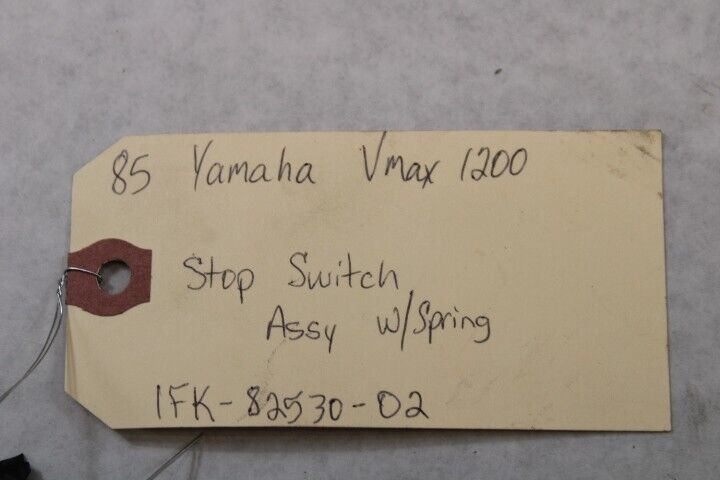 85 Yamaha Vmax 1200
Stop Switch
Assy w/Spring
1FK-82530-02